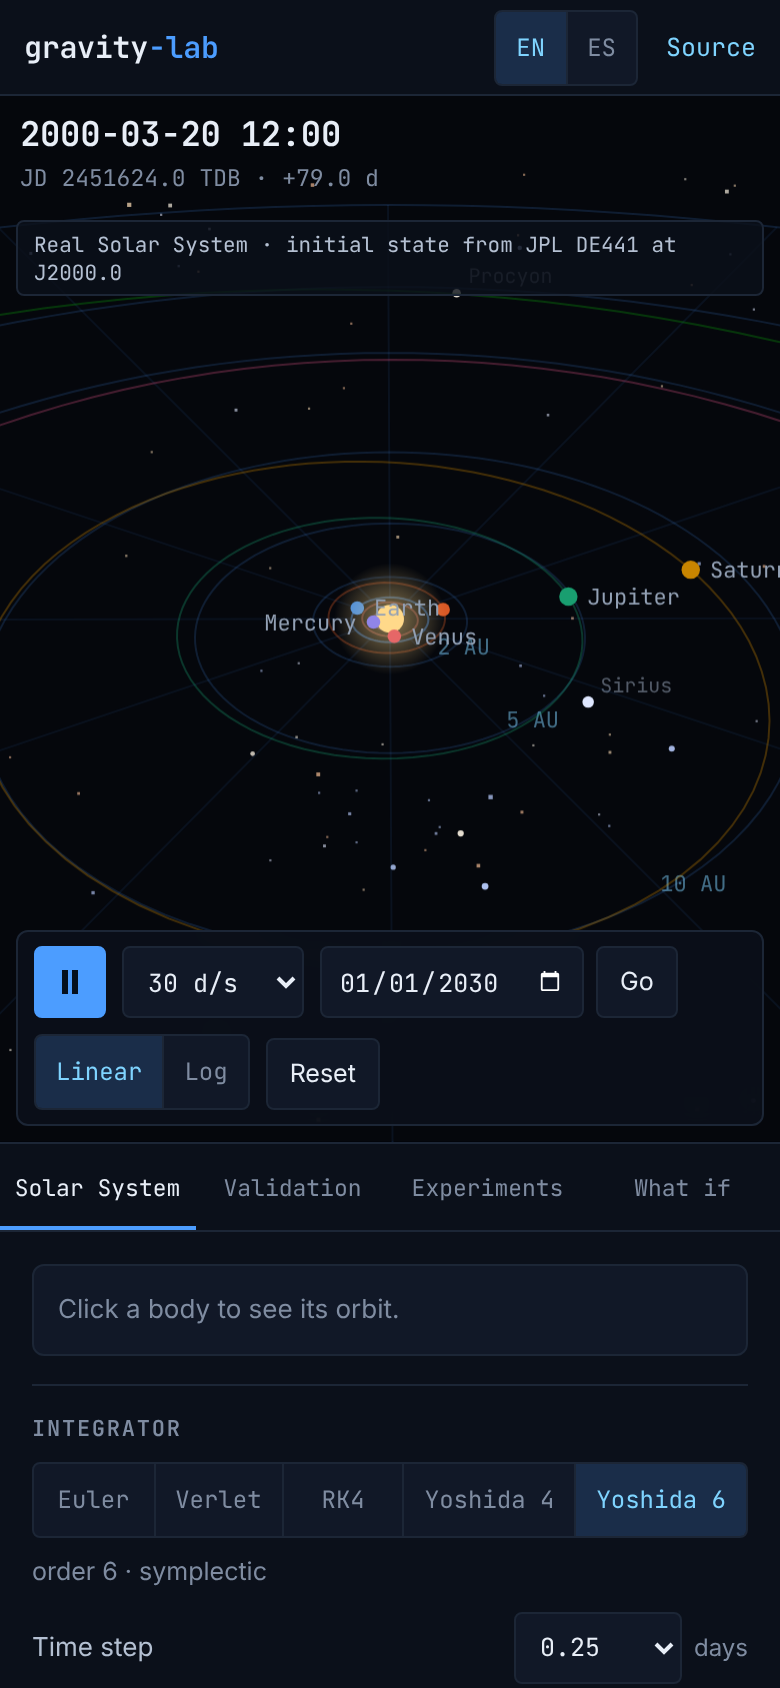 gravity-lab
EN
ES
Source
2000-03-20 12:00
JD 2451624.0 TDB · +79.0 d
Real Solar System · initial state from JPL DE441 at
J2000.0
Procyon
Saturn
Jupiter
Earth
Mercury
Venus
2 AU
Sirius
5 AU
10 AU
30 d/s
01/01/2030
Go
Linear
Log
Reset
Solar System
Validation
Experiments
What if
Click a body to see its orbit.
INTEGRATOR
Euler
Verlet
RK4
Yoshida 4
Yoshida 6
order 6 · symplectic
Time step
0.25
days